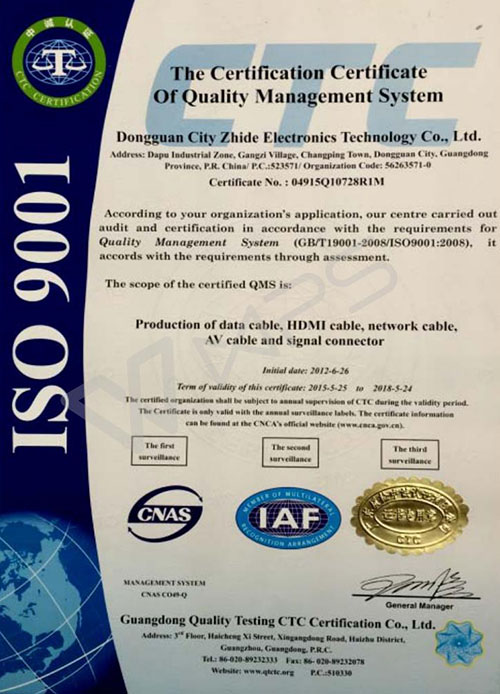 中诚认证
CTC CERTIFICATION
CTC
The Certification Certificate
Of Quality Management System
Dongguan City Zhide Electronics Technology Co., Ltd.
Address: Dapu Industrial Zone, Gangzi Village, Changping Town, Dongguan City, Guangdong
Province, P.R. China/ P.C.:523571/ Organization Code: 56263571-0
Certificate No. : 04915Q10728R1M
ISO 9001
According to your organization's application, our centre carried out
audit and certification in accordance with the requirements for
Quality Management System (GB/T19001-2008/ISO9001:2008), it
accords with the requirements through assessment.
The scope of the certified QMS is:
Production of data cable, HDMI cable, network cable,
AV cable and signal connector
Initial date: 2012-6-26
Term of validity of this certificate: 2015-5-25 to 2018-5-24
The certified organization shall be subject to annual supervision of CTC during the validity period.
The Certificate is only valid with the annual surveillance labels. The certificate information
can be found at the CNCA's official website (www.cnca.gov.cn).
The first
surveillance
The second
surveillance
The third
surveillance
CNAS
MEMBER OF MULTILATERAL
IAF
RECOGNITION ARRANGEMENT
CTC
MANAGEMENT SYSTEM
CNAS CO49-Q
General Manager
Guangdong Quality Testing CTC Certification Co., Ltd.
Address: 3rd Floor, Haicheng Xi Street, Xingangdong Road, Haizhu District,
Guangzhou, Guangdong, P.R.C.
Tel.: 86-020-89232333 Fax: 86- 020-89232078
Website: www.qtctc.org P.C.:510330